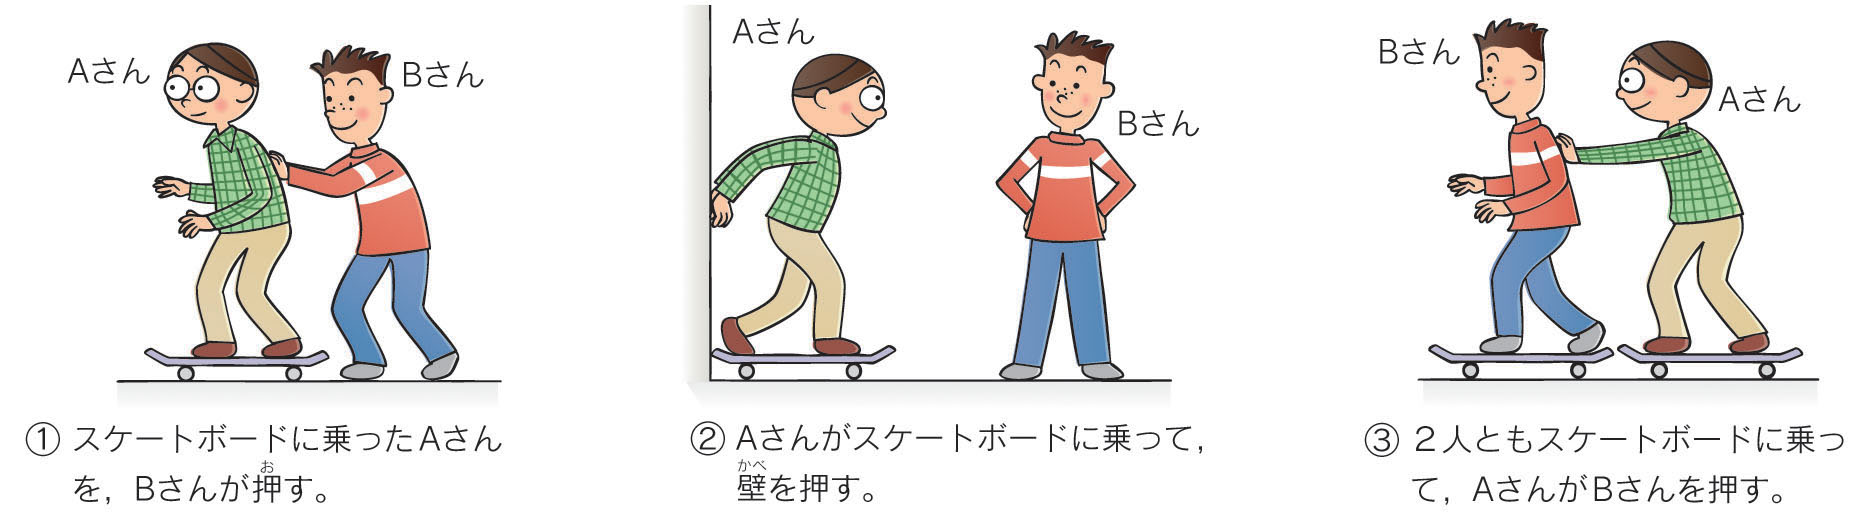 Aさん
Bさん
① スケートボードに乗ったAさん
を，Bさんが押す。
お
Aさん
Bさん
② Aさんがスケートボードに乗って，
かべ
壁を押す。
Bさん
Aさん
③ 2人ともスケートボードに乗っ
て，AさんがBさんを押す。